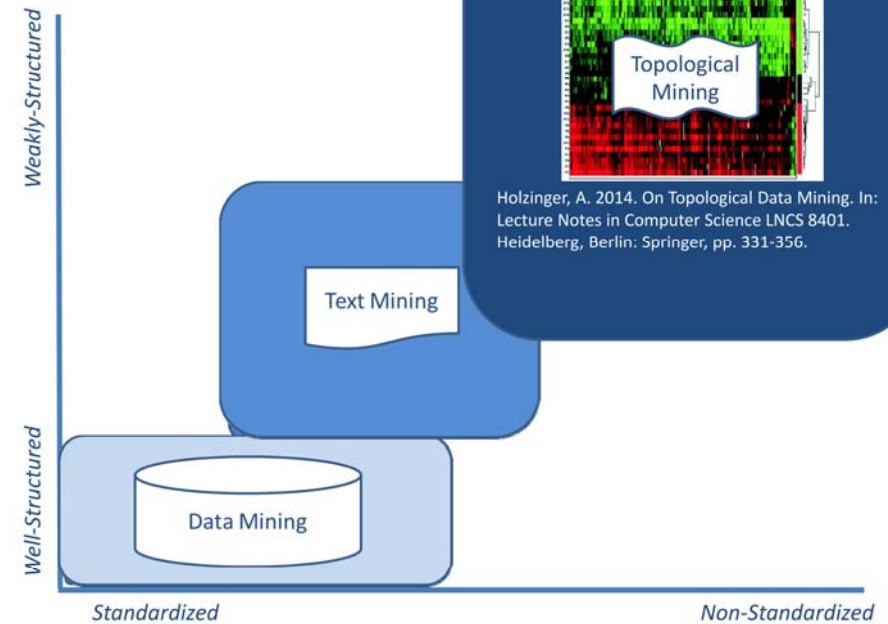 Weakly-Structured
Topological
Mining
Holzinger, A. 2014. On Topological Data Mining. In:
Lecture Notes in Computer Science LNCS 8401.
Heidelberg, Berlin: Springer, pp. 331-356.
Text Mining
Well-Structured
Data Mining
Standardized
Non-Standardized